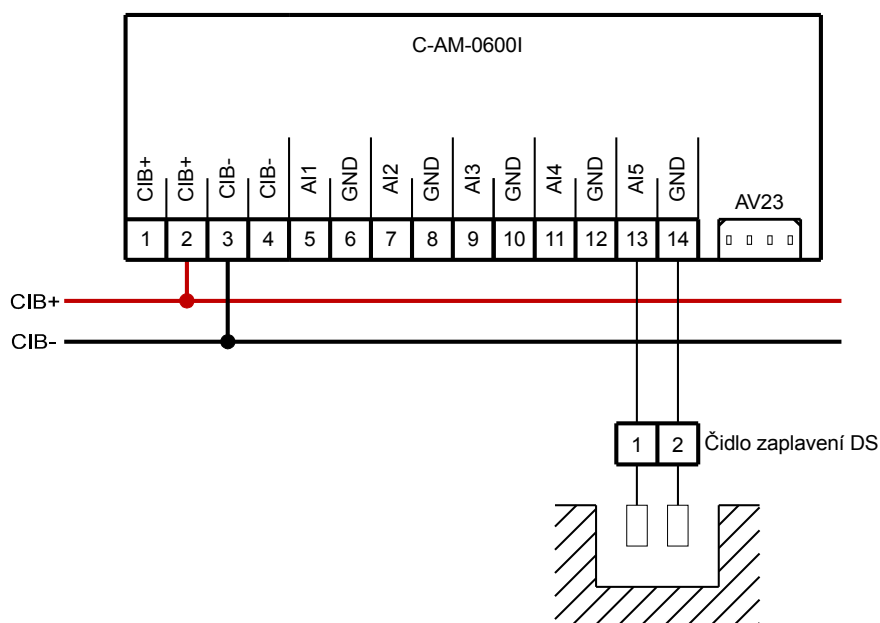 C-AM-0600I
CIB+ CIB+ CIB- CIB- AI1 GND AI2 GND AI3 GND AI4 GND AI5 GND
AV23
1 2 3 4 5 6 7 8 9 10 11 12 13 14
CIB+
CIB-
1 2 Čidlo zaplavení DS